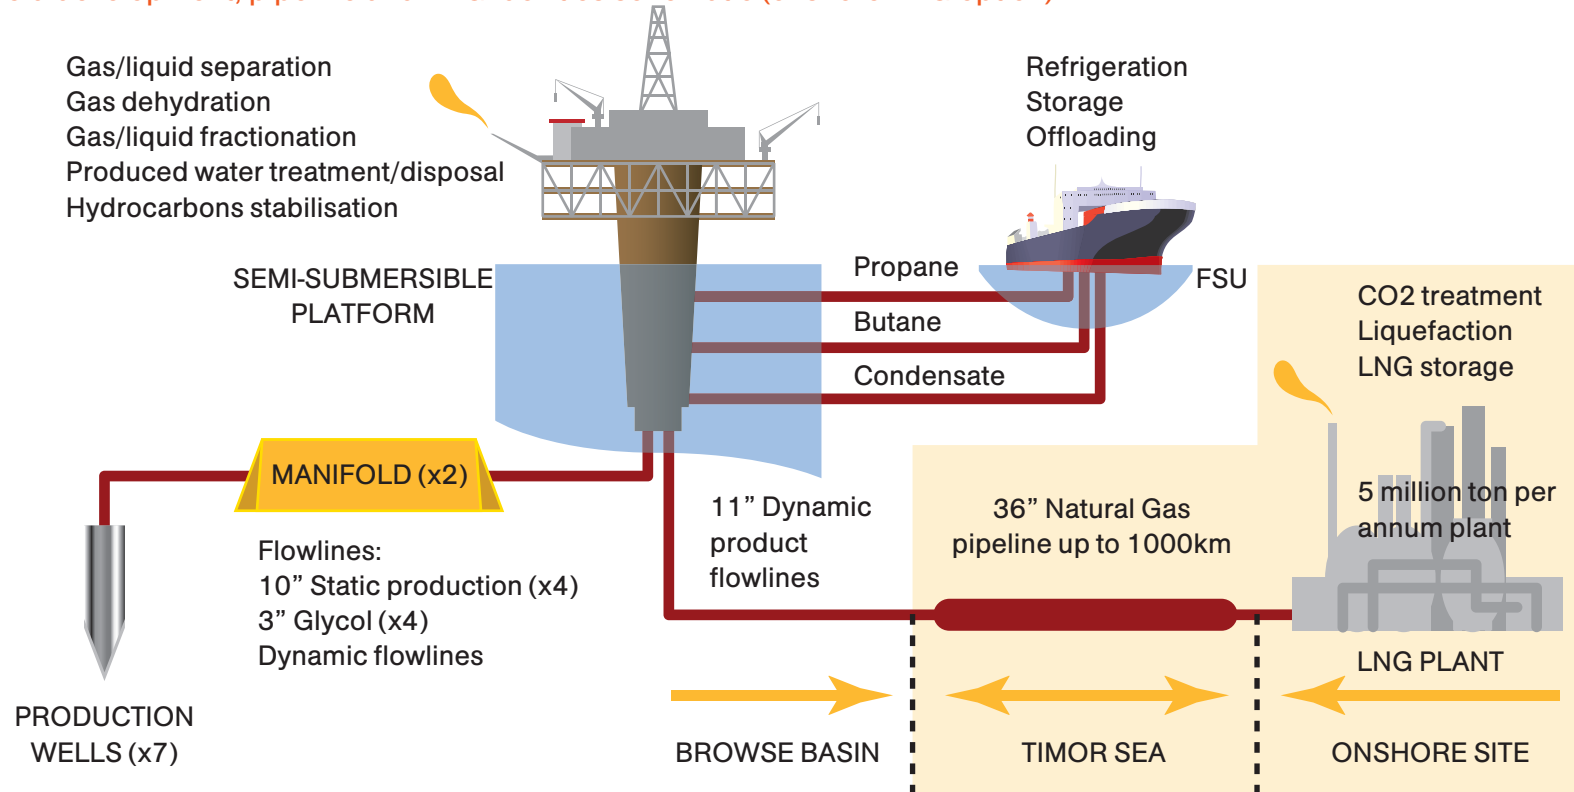 Gas/liquid separation
Gas dehydration
Gas/liquid fractionation
Produced water treatment/disposal
Hydrocarbons stabilisation
Refrigeration
Storage
Offloading
SEMI-SUBMERSIBLE
PLATFORM
Propane
Butane
Condensate
FSU
CO2 treatment
Liquefaction
LNG storage
MANIFOLD (x2)
5 million ton per
annum plant
11” Dynamic
product
flowlines
36” Natural Gas
pipeline up to 1000km
Flowlines:
10” Static production (x4)
3” Glycol (x4)
Dynamic flowlines
LNG PLANT
PRODUCTION
WELLS (x7)
BROWSE BASIN
TIMOR SEA
ONSHORE SITE